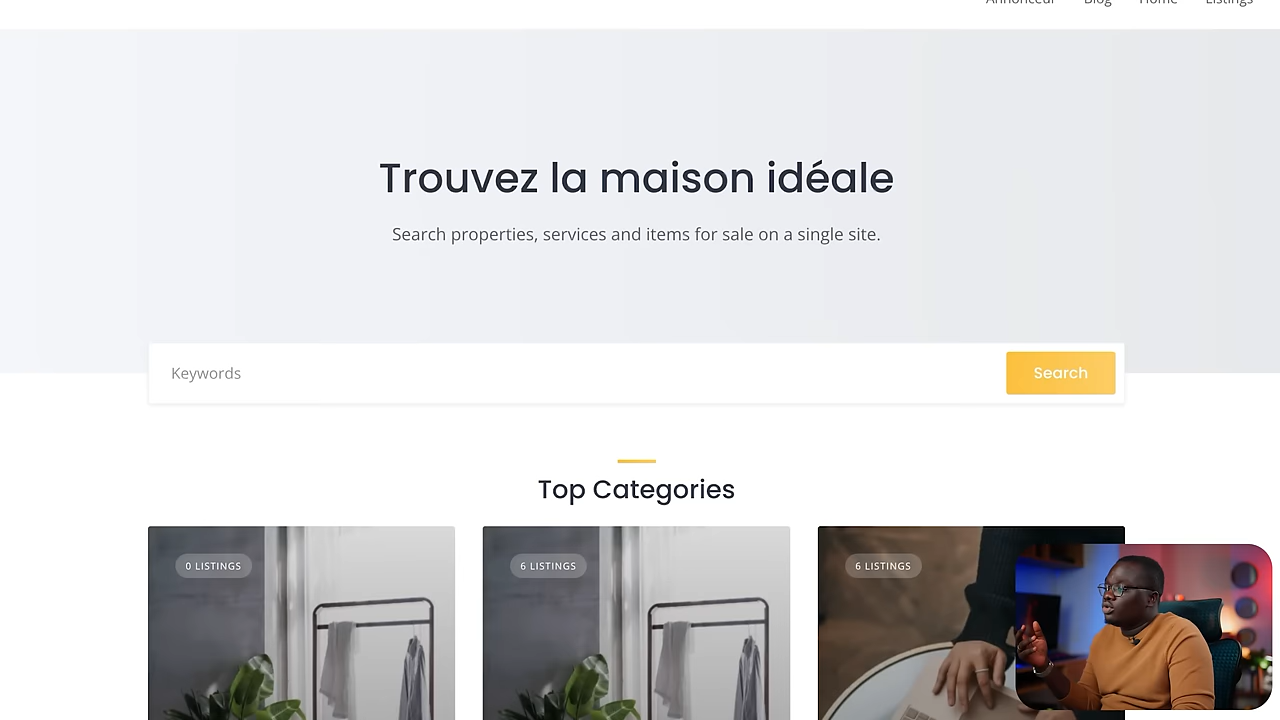 Annonceur Blog Home Listings
Trouvez la maison idéale
Search properties, services and items for sale on a single site.
Keywords
Search
Top Categories
0 LISTINGS
6 LISTINGS
6 LISTINGS